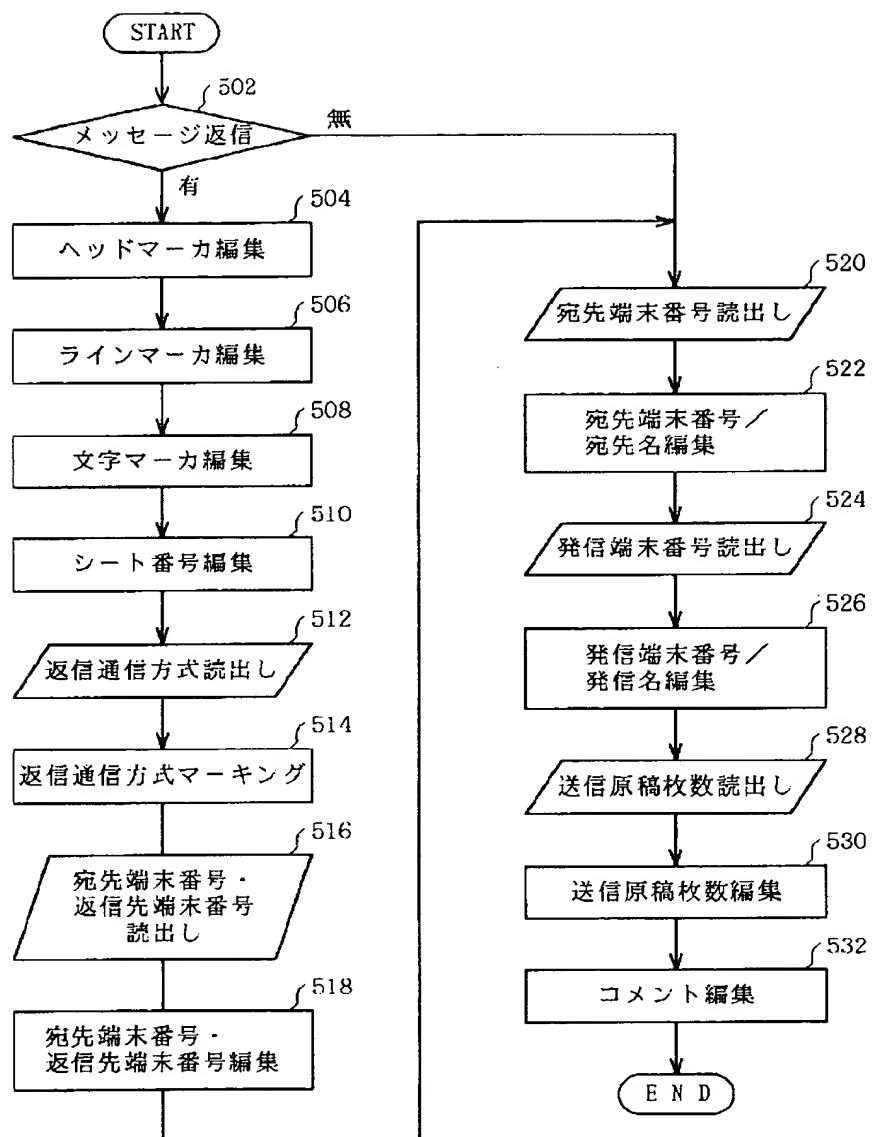 START
502
メッセージ返信
無
有
504
ヘッドマーカ編集
506
ラインマーカ編集
508
文字マーカ編集
510
シート番号編集
512
返信通信方式読出し
514
返信通信方式マーキング
516
宛先端末番号・
返信先端末番号
読出し
518
宛先端末番号・
返信先端末番号編集
520
宛先端末番号読出し
522
宛先端末番号／
宛先名編集
524
発信端末番号読出し
526
発信端末番号／
発信名編集
528
送信原稿枚数読出し
530
送信原稿枚数編集
532
コメント編集
END